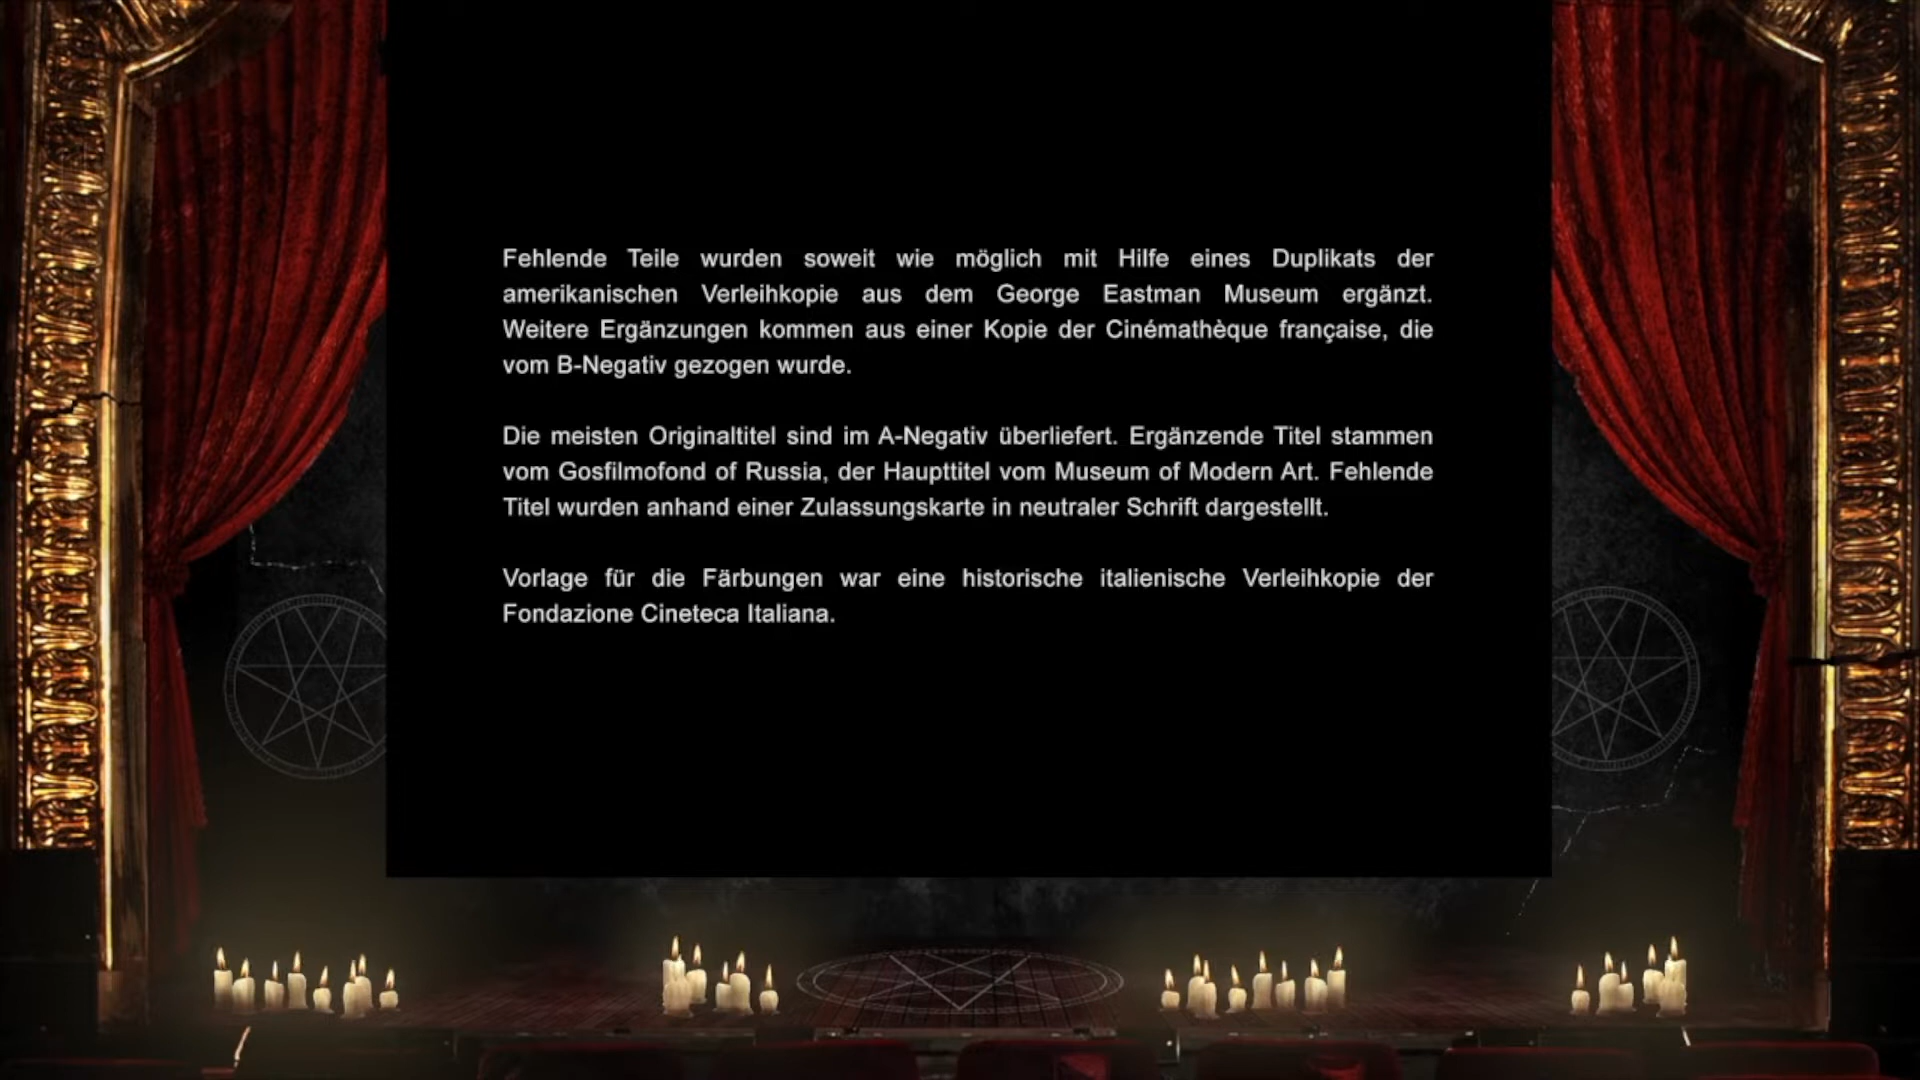 Fehlende Teile wurden soweit wie möglich mit Hilfe eines Duplikats der
amerikanischen Verleihkopie aus dem George Eastman Museum ergänzt.
Weitere Ergänzungen kommen aus einer Kopie der Cinémathèque française, die
vom B-Negativ gezogen wurde.
Die meisten Originaltitel sind im A-Negativ überliefert. Ergänzende Titel stammen
vom Gosfilmofond of Russia, der Haupttitel vom Museum of Modern Art. Fehlende
Titel wurden anhand einer Zulassungskarte in neutraler Schrift dargestellt.
Vorlage für die Färbungen war eine historische italienische Verleihkopie der
Fondazione Cineteca Italiana.